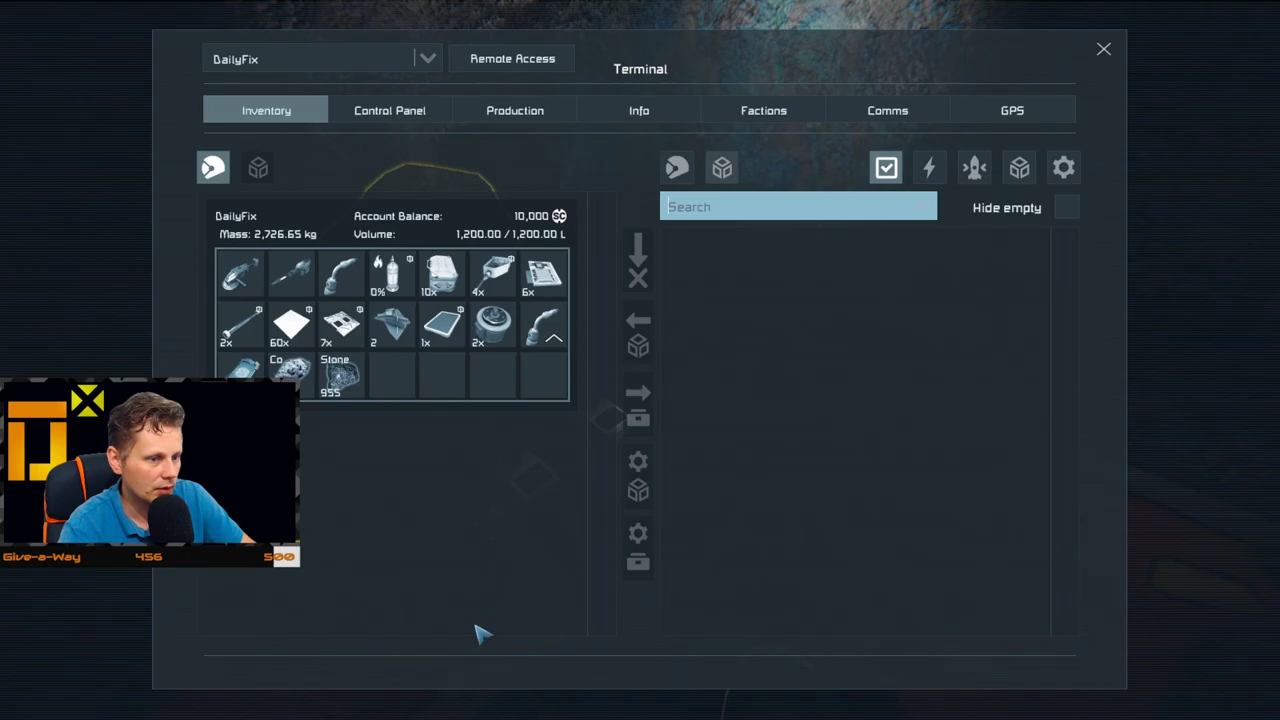 DailyFix
Remote Access
Terminal
Inventory
Control Panel
Production
Info
Factions
Comms
GPS
Search
Hide empty
DailyFix
Account Balance:
10,000 SC
Mass: 2,726.65 kg
Volume:
1,200.00 / 1,200.00 L
0%
10x
4x
6x
2x
60x
7x
2
1x
2x
Co
Stone
955
Give-a-Way
456
500